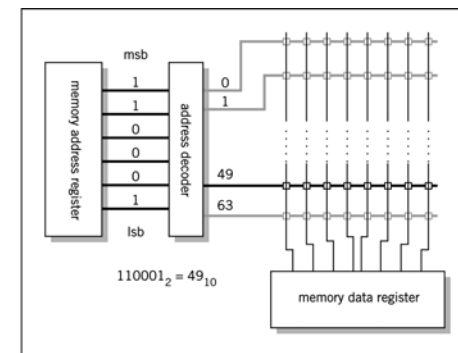 msb
memory address register
1
1
0
0
0
1
lsb
address decoder
0
1
49
63
110001₂ = 49₁₀
memory data register